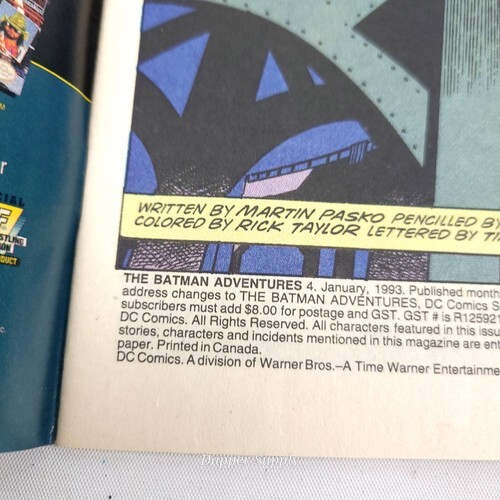 WRITTEN BY MARTIN PASKO PENCILLED BY
COLORED BY RICK TAYLOR LETTERED BY
THE BATMAN ADVENTURES 4. January, 1993. Published month
address changes to THE BATMAN ADVENTURES, DC Comics S
subscribers must add $8.00 for postage and GST. GST # is R125921
DC Comics. All Rights Reserved. All characters featured in this issu
stories, characters and incidents mentioned in this magazine are ent
paper. Printed in Canada.
DC Comics. A division of Warner Bros.–A Time Warner Entertainme
Dapper Supply